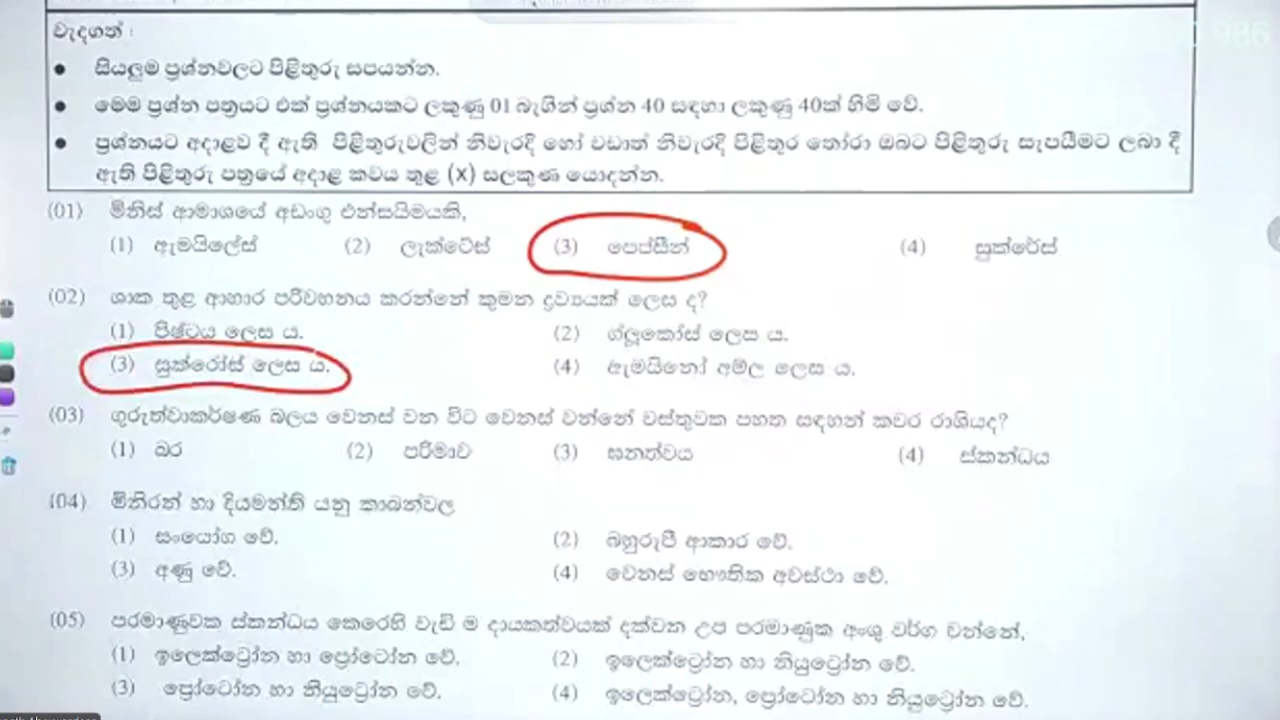 වැදගත් :
● සියලුම ප්‍රශ්නවලට පිළිතුරු සපයන්න.
● මෙම ප්‍රශ්න පත්‍රයට එක් ප්‍රශ්නයකට ලකුණු 01 බැගින් ප්‍රශ්න 40 සඳහා ලකුණු 40ක් හිමි වේ.
● ප්‍රශ්නයට අදාළව දී ඇති පිළිතුරුවලින් නිවැරදි හෝ වඩාත් නිවැරදි පිළිතුර තෝරා ඔබට පිළිතුරු සැපයීමට ලබා දී
ඇති පිළිතුරු පත්‍රයේ අදාළ කවය තුළ (x) සලකුණ යොදන්න.
(01) මිනිස් ආමාශයේ අඩංගු එන්සයිමයකි,
(1) ඇමයිලේස් (2) ලැක්ටේස් (3) පෙප්සීන් (4) සුක්රේස්
(02) ශාක තුළ ආහාර පරිවහනය කරන්නේ කුමන ද්‍රව්‍යයක් ලෙස ද?
(1) පිෂ්ටය ලෙස ය. (2) ග්ලූකෝස් ලෙස ය.
(3) සුක්රෝස් ලෙස ය. (4) ඇමයිනෝ අම්ල ලෙස ය.
(03) ගුරුත්වාකර්ෂණ බලය වෙනස් වන විට වෙනස් වන්නේ වස්තුවක පහත සඳහන් කවර රාශියද?
(1) බර (2) පරිමාව (3) ඝනත්වය (4) ස්කන්ධය
(04) මිනිරන් හා දියමන්ති යනු කාබන්වල
(1) සංයෝග වේ. (2) බහුරූපී ආකාර වේ.
(3) අණු වේ. (4) වෙනස් භෞතික අවස්ථා වේ.
(05) පරමාණුවක ස්කන්ධය කෙරෙහි වැඩි ම දායකත්වයක් දක්වන උප පරමාණුක අංශු වර්ග වන්නේ,
(1) ඉලෙක්ට්‍රෝන හා ප්‍රෝටෝන වේ. (2) ඉලෙක්ට්‍රෝන හා නියුට්‍රෝන වේ.
(3) ප්‍රෝටෝන හා නියුට්‍රෝන වේ. (4) ඉලෙක්ට්‍රෝන, ප්‍රෝටෝන හා නියුට්‍රෝන වේ.